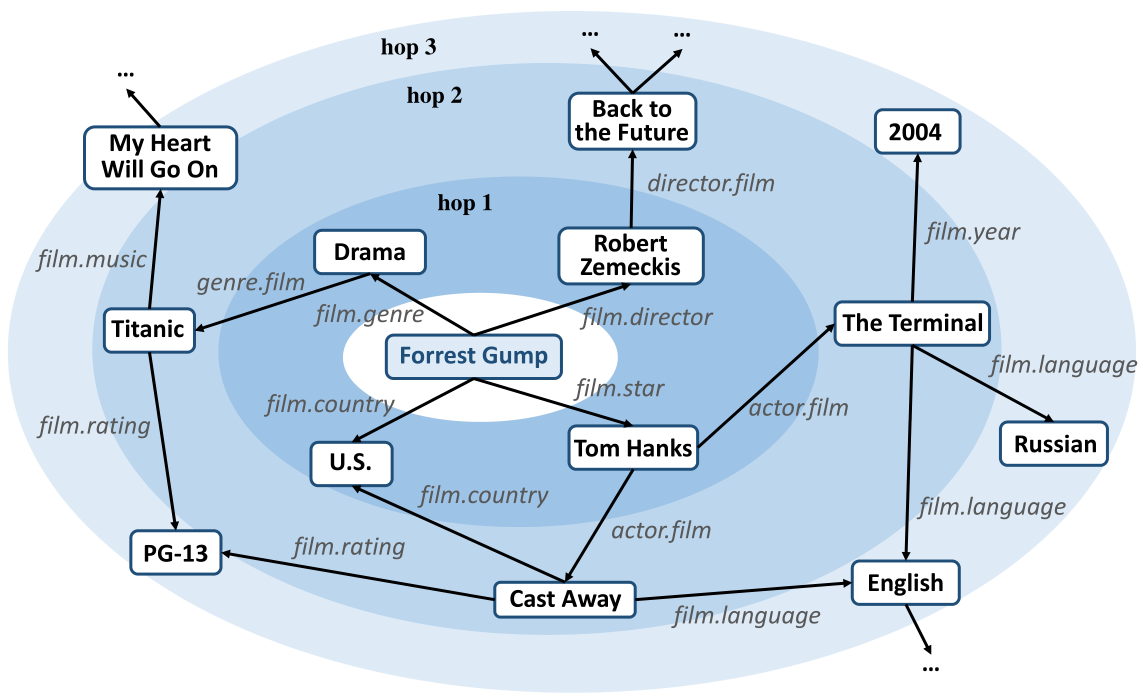 hop 3
...
...
...
hop 2
Back to
the Future
2004
My Heart
Will Go On
hop 1
director.film
film.year
Drama
Robert
Zemeckis
film.music
genre.film
film.genre
film.director
Titanic
The Terminal
Forrest Gump
film.language
film.star
film.country
actor.film
film.rating
U.S.
Tom Hanks
Russian
film.country
film.language
actor.film
film.rating
PG-13
English
Cast Away
film.language
...